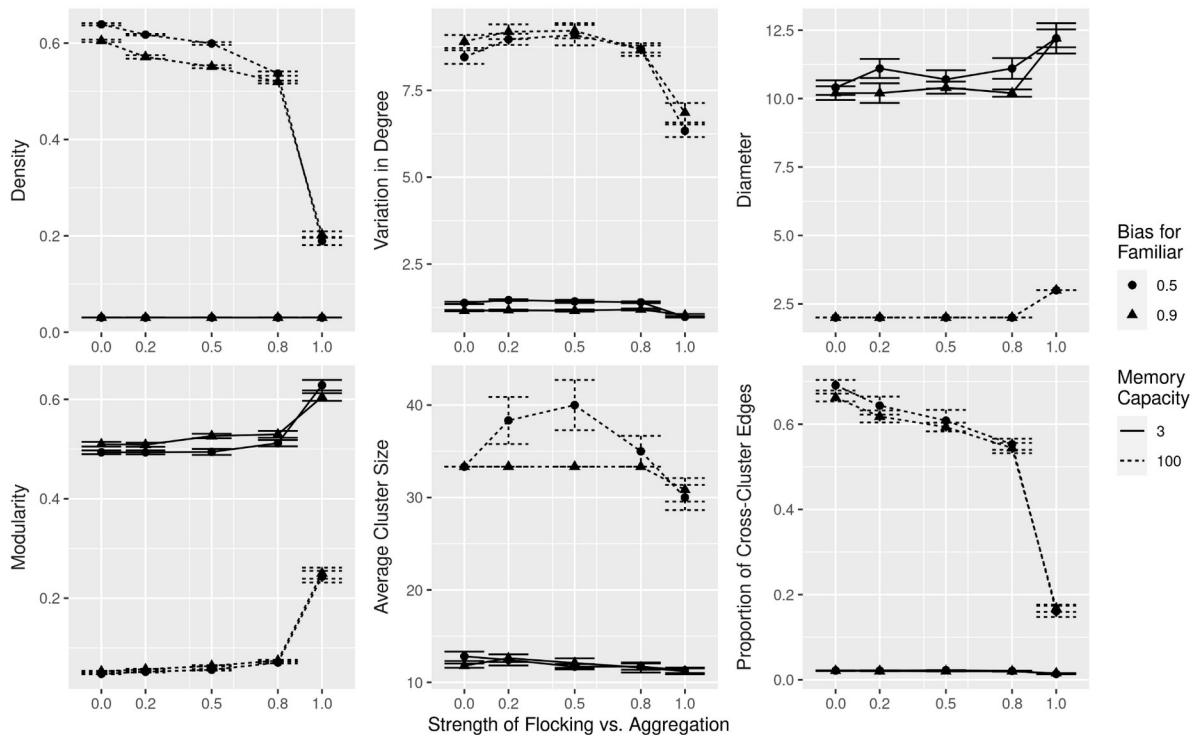 Density
0.6
0.4
0.2
0.0
0.0 0.2 0.5 0.8 1.0
Variation in Degree
7.5
5.0
2.5
0.0 0.2 0.5 0.8 1.0
Diameter
12.5
10.0
7.5
5.0
2.5
0.0 0.2 0.5 0.8 1.0
Modularity
0.6
0.4
0.2
0.0 0.2 0.5 0.8 1.0
Average Cluster Size
40
30
20
10
0.0 0.2 0.5 0.8 1.0
Proportion of Cross-Cluster Edges
0.6
0.4
0.2
0.0
0.0 0.2 0.5 0.8 1.0
Strength of Flocking vs. Aggregation
Bias for
Familiar
0.5
0.9
Memory
Capacity
3
100